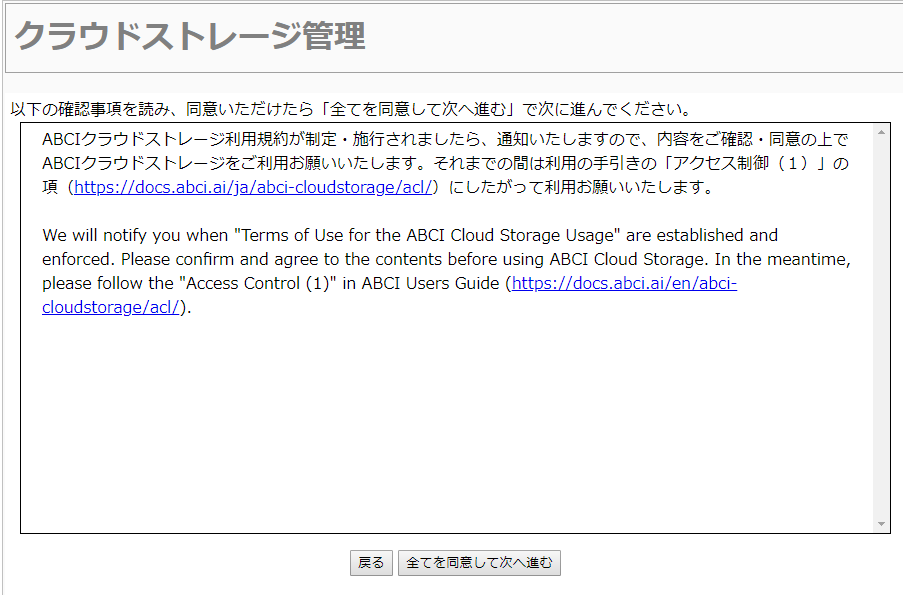 クラウドストレージ管理
以下の確認事項を読み、同意いただけたら「全てを同意して次へ進む」で次に進んでください。
ABCIクラウドストレージ利用規約が制定・施行されましたら、通知いたしますので、内容をご確認・同意の上で
ABCIクラウドストレージをご利用お願いいたします。それまでの間は利用の手引きの「アクセス制御（１）」の
項（https://docs.abci.ai/ja/abci-cloudstorage/acl/）にしたがって利用お願いいたします。
We will notify you when "Terms of Use for the ABCI Cloud Storage Usage" are established and
enforced. Please confirm and agree to the contents before using ABCI Cloud Storage. In the meantime,
please follow the "Access Control (1)" in ABCI Users Guide (https://docs.abci.ai/en/abci-
cloudstorage/acl/).
戻る 全てを同意して次へ進む